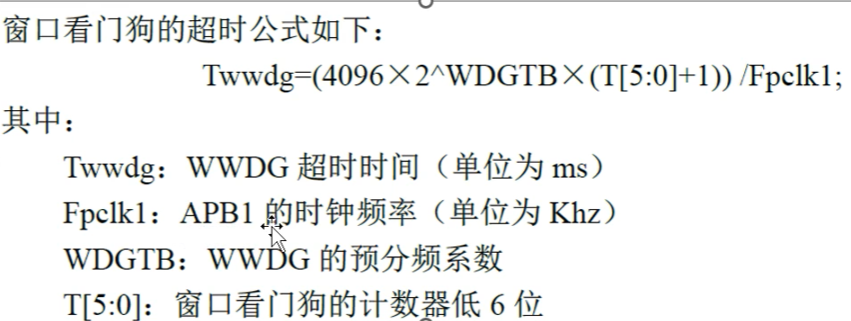 窗口看门狗的超时公式如下：
Twwdg=(4096×2^WDGTB×(T[5:0]+1)) /Fpclk1;
其中：
Twwdg：WWDG 超时时间（单位为 ms）
Fpclk1：APB1 的时钟频率（单位为 Khz）
WDGTB：WWDG 的预分频系数
T[5:0]：窗口看门狗的计数器低 6 位